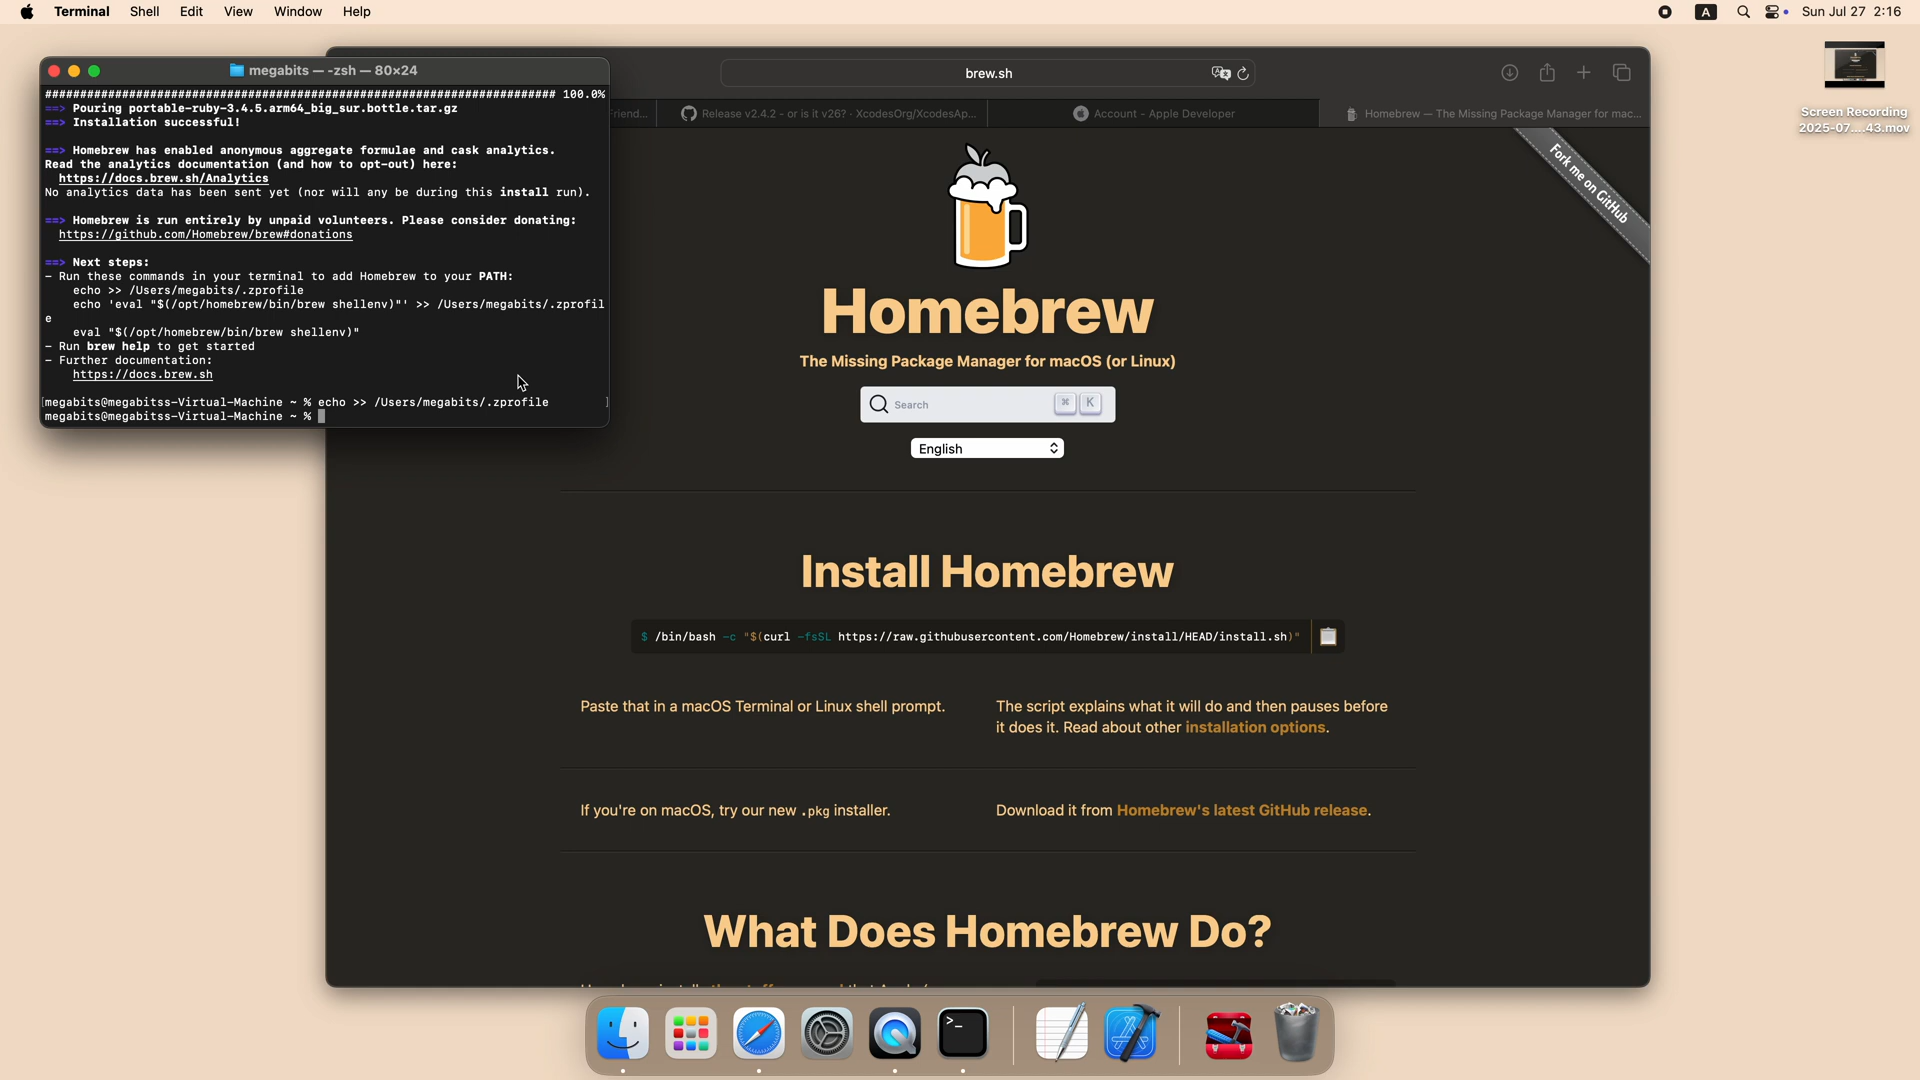 Terminal Shell Edit View Window Help A Sun Jul 27 2:16
megabits — -zsh — 80×24
######################################################################### 100.0%
==> Pouring portable-ruby-3.4.5.arm64_big_sur.bottle.tar.gz
==> Installation successful!
==> Homebrew has enabled anonymous aggregate formulae and cask analytics.
Read the analytics documentation (and how to opt-out) here:
https://docs.brew.sh/Analytics
No analytics data has been sent yet (nor will any be during this install run).
==> Homebrew is run entirely by unpaid volunteers. Please consider donating:
https://github.com/Homebrew/brew#donations
==> Next steps:
- Run these commands in your terminal to add Homebrew to your PATH:
echo >> /Users/megabits/.zprofile
echo 'eval "$(/opt/homebrew/bin/brew shellenv)"' >> /Users/megabits/.zprofil
e
eval "$(/opt/homebrew/bin/brew shellenv)"
- Run brew help to get started
- Further documentation:
https://docs.brew.sh
[megabits@megabitss-Virtual-Machine ~ % echo >> /Users/megabits/.zprofile ]
megabits@megabitss-Virtual-Machine ~ %
brew.sh
Friend...
Release v2.4.2 - or is it v26? · XcodesOrg/XcodesAp...
Account - Apple Developer
Homebrew — The Missing Package Manager for mac...
Fork me on GitHub
Homebrew
The Missing Package Manager for macOS (or Linux)
Search ⌘ K
English
Install Homebrew
$ /bin/bash -c "$(curl -fsSL https://raw.githubusercontent.com/Homebrew/install/HEAD/install.sh)"
Paste that in a macOS Terminal or Linux shell prompt.
The script explains what it will do and then pauses before
it does it. Read about other installation options.
If you're on macOS, try our new .pkg installer.
Download it from Homebrew's latest GitHub release.
What Does Homebrew Do?
Screen Recording
2025-07....43.mov
>_